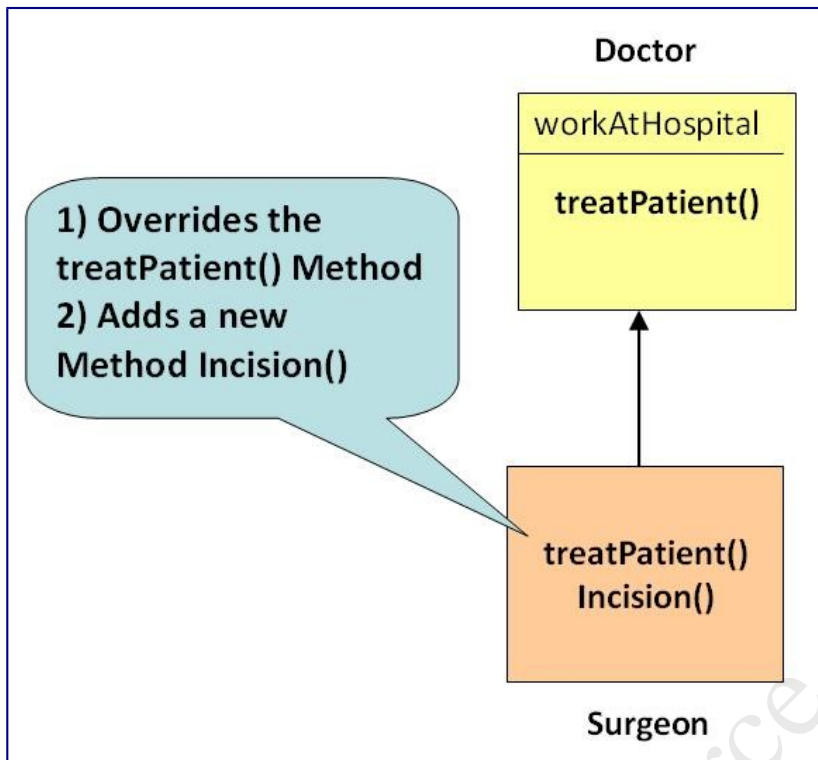 Doctor
workAtHospital
treatPatient()
1) Overrides the
treatPatient() Method
2) Adds a new
Method Incision()
treatPatient()
Incision()
Surgeon